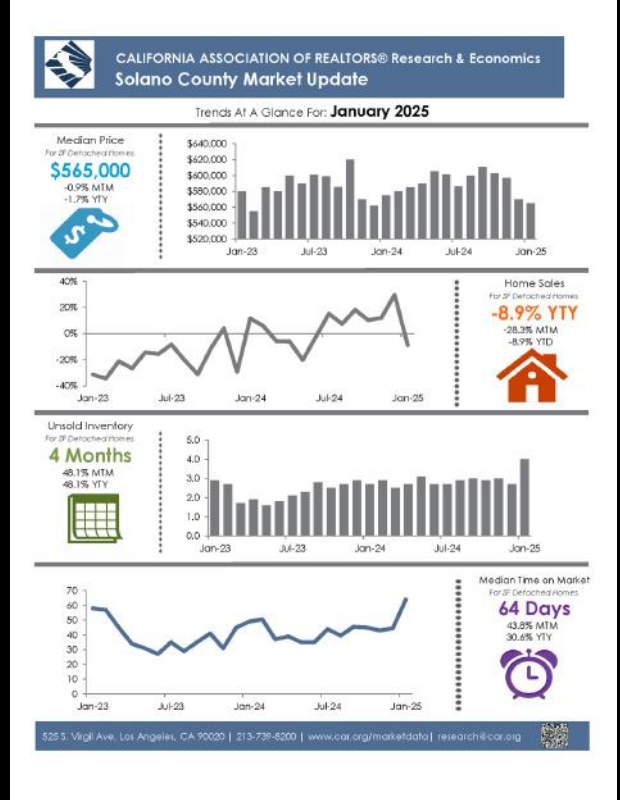 CALIFORNIA ASSOCIATION OF REALTORS® Research & Economics
Solano County Market Update
Trends At A Glance For: January 2025
Median Price
For SF Detached Homes
$565,000
-0.9% MTM
-1.7% YTY
$640,000
$620,000
$600,000
$580,000
$560,000
$540,000
$520,000
Jan-23 Jul-23 Jan-24 Jul-24 Jan-25
40%
20%
0%
-20%
-40%
Jan-23 Jul-23 Jan-24 Jul-24 Jan-25
Home Sales
For SF Detached Homes
-8.9% YTY
-28.3% MTM
-8.9% YTD
Unsold Inventory
For SF Detached Homes
4 Months
48.1% MTM
48.1% YTY
5.0
4.0
3.0
2.0
1.0
0.0
Jan-23 Jul-23 Jan-24 Jul-24 Jan-25
70
60
50
40
30
20
10
0
Jan-23 Jul-23 Jan-24 Jul-24 Jan-25
Median Time on Market
For SF Detached Homes
64 Days
43.8% MTM
30.6% YTY
525 S. Virgil Ave. Los Angeles, CA 90020 | 213-739-8200 | www.car.org/marketdata| research@car.org